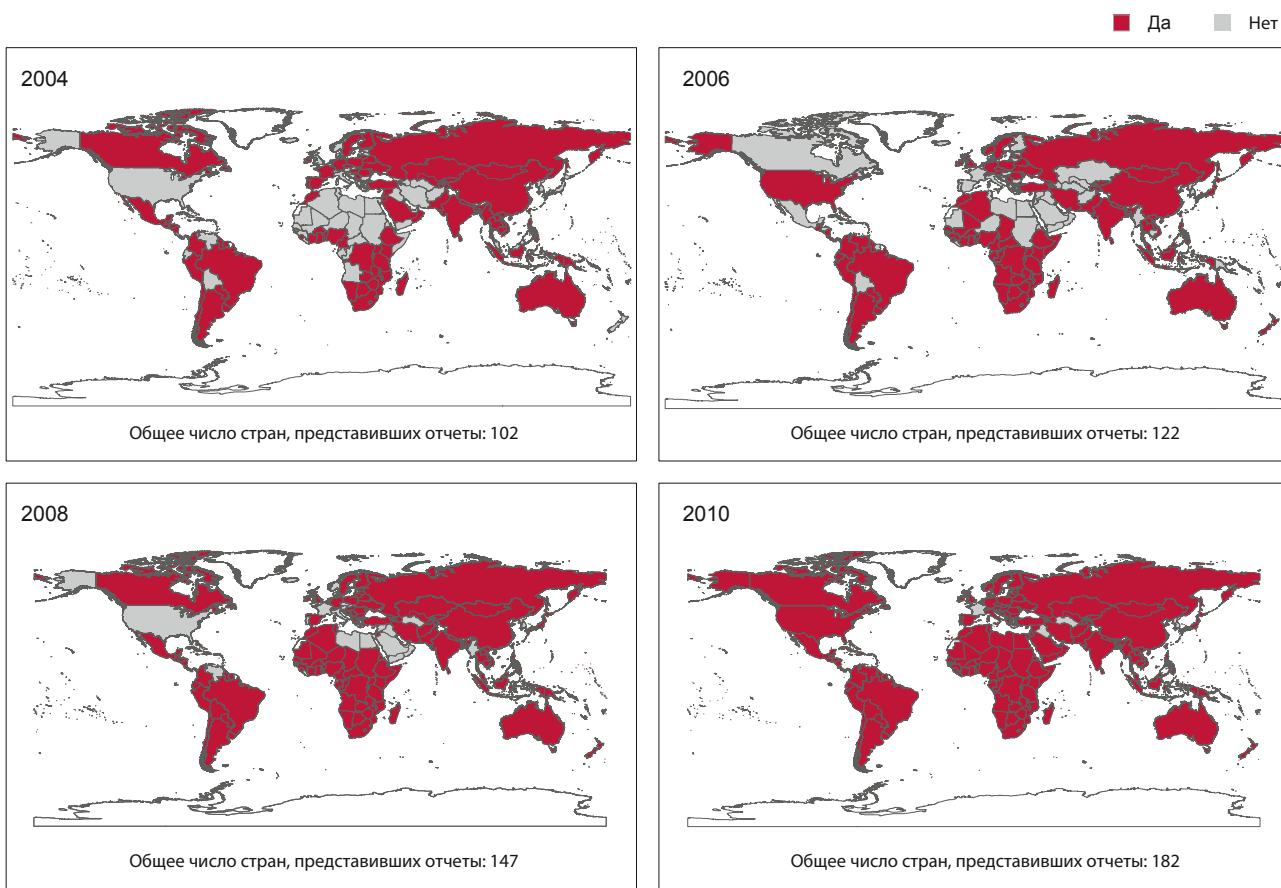 Да Нет
2004
Общее число стран, представивших отчеты: 102
2006
Общее число стран, представивших отчеты: 122
2008
Общее число стран, представивших отчеты: 147
2010
Общее число стран, представивших отчеты: 182